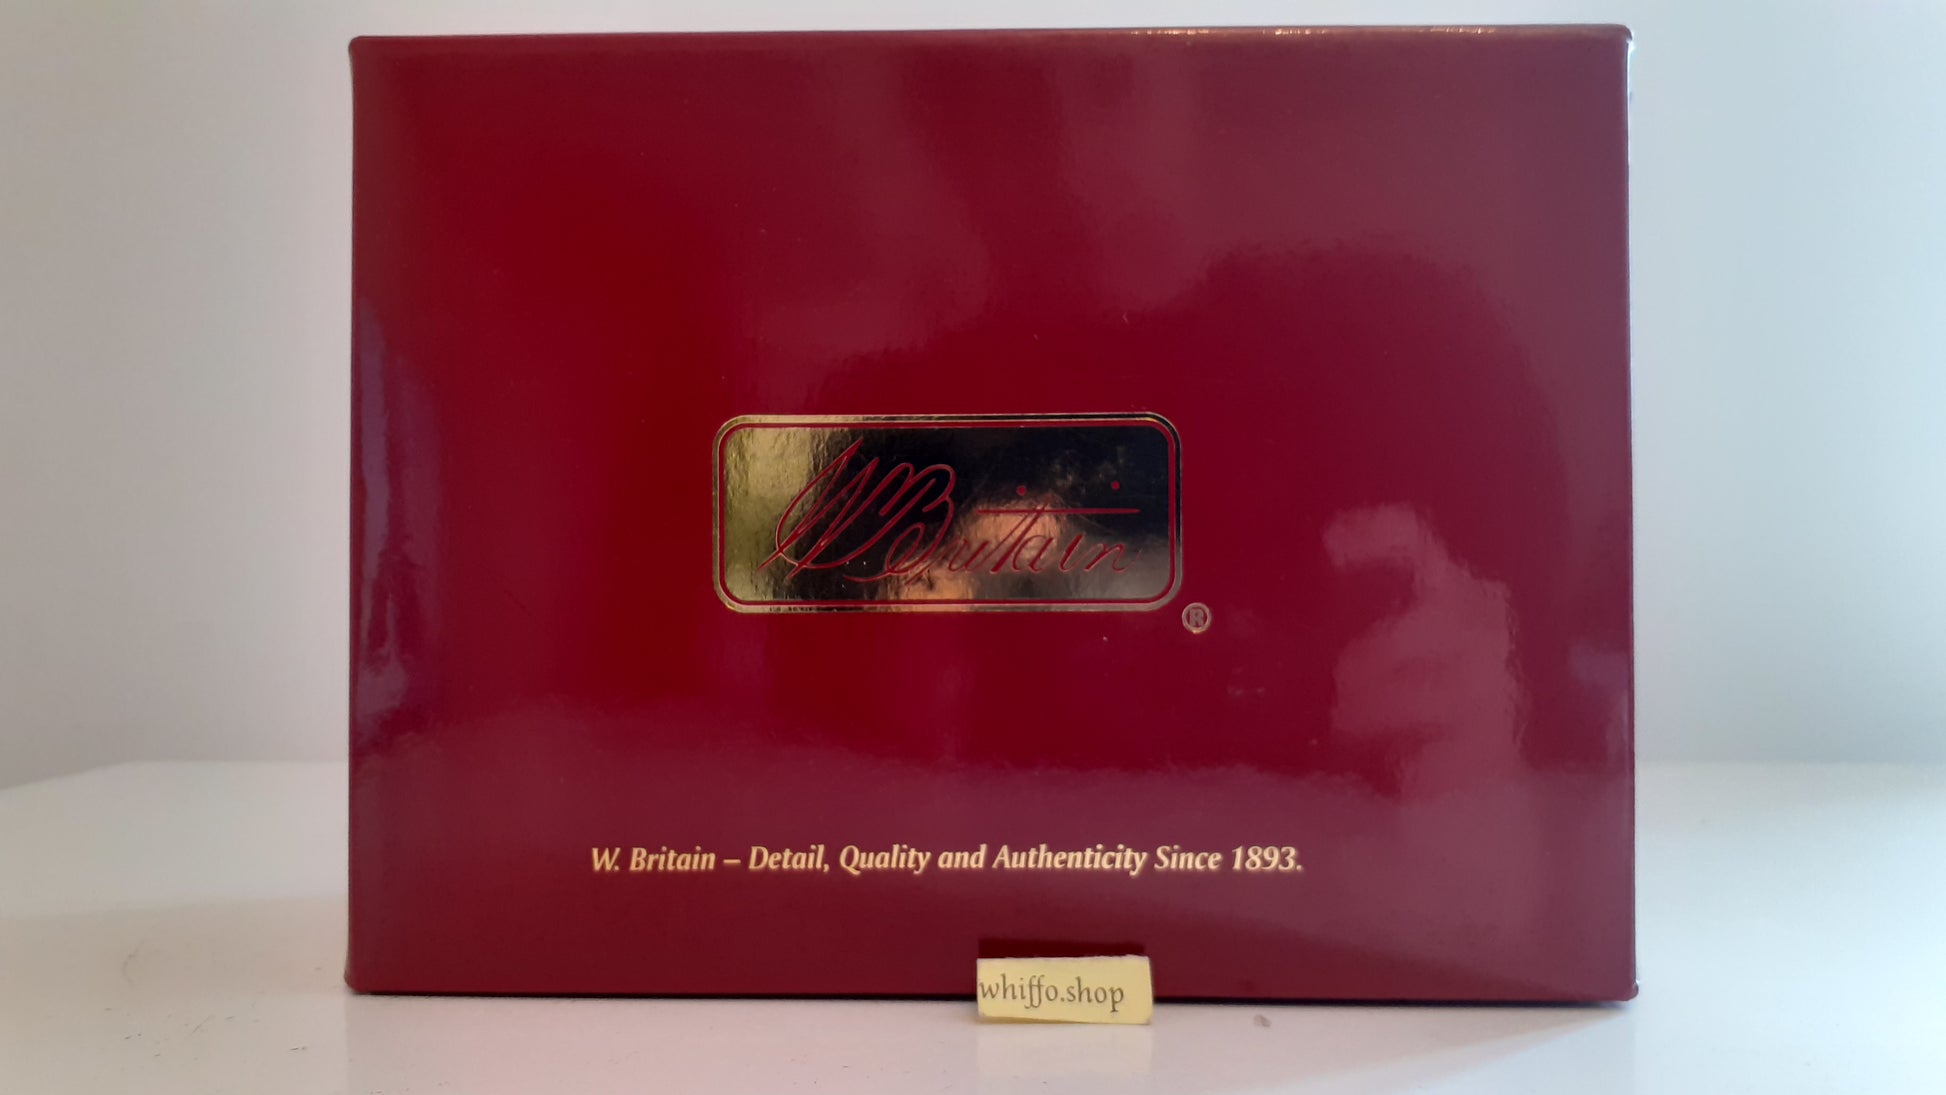 W. Britain
®
W. Britain – Detail, Quality and Authenticity Since 1893.
whiffo.shop